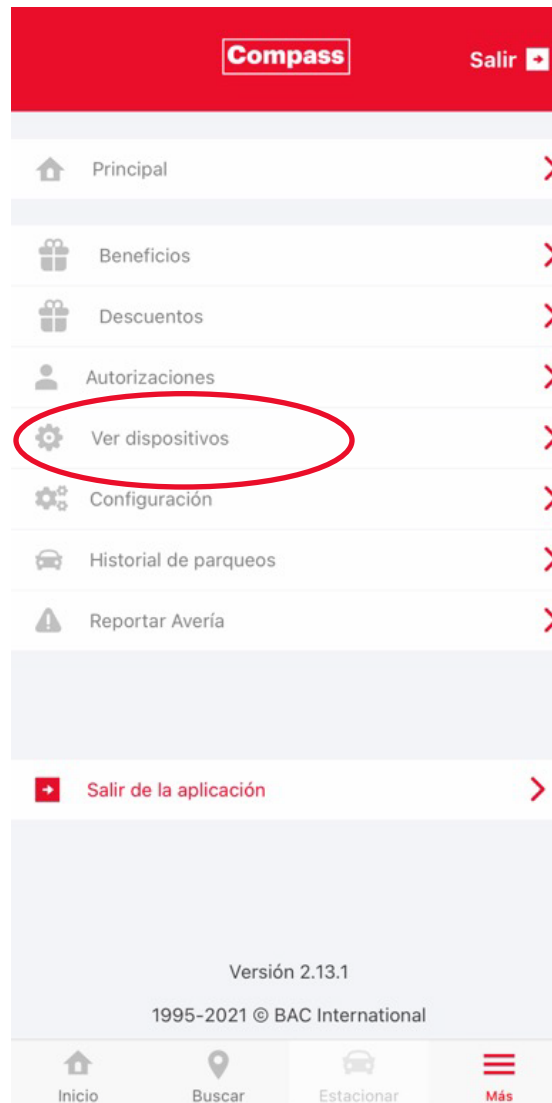 Compass
Salir
Principal
Beneficios
Descuentos
Autorizaciones
Ver dispositivos
Configuración
Historial de parqueos
Reportar Avería
Salir de la aplicación
Versión 2.13.1
1995-2021 © BAC International
Inicio Buscar Estacionar Más